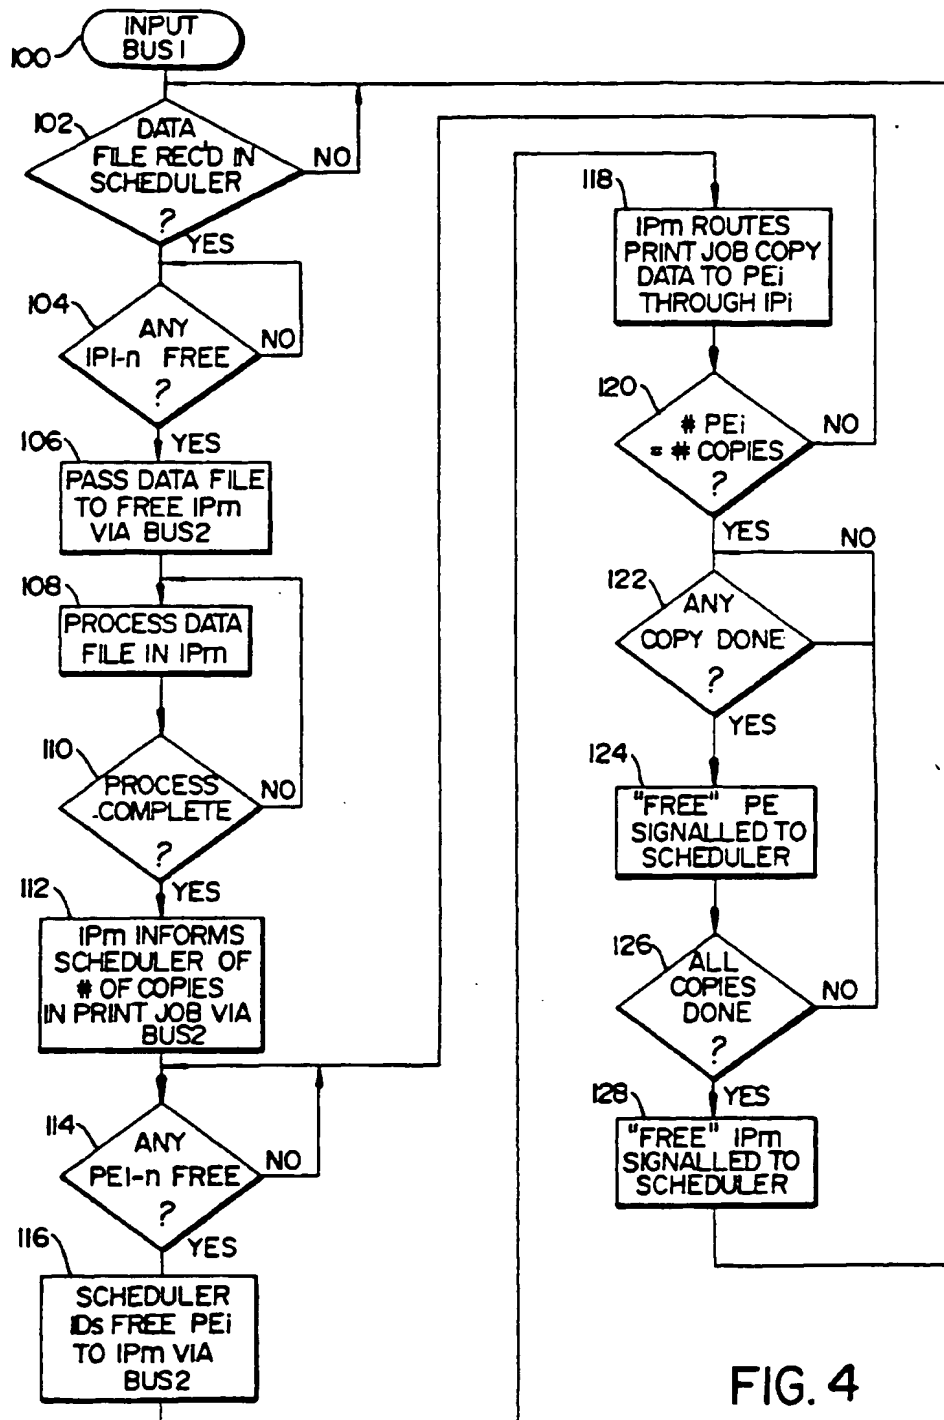 INPUT
BUS1
100
102
DATA
FILE REC'D IN
SCHEDULER
?
NO
YES
104
ANY
IP1-n FREE
?
NO
YES
106
PASS DATA FILE
TO FREE IPm
VIA BUS2
108
PROCESS DATA
FILE IN IPm
110
PROCESS
COMPLETE
?
NO
YES
112
IPm INFORMS
SCHEDULER OF
# OF COPIES
IN PRINT JOB VIA
BUS2
114
ANY
PE1-n FREE
?
NO
YES
116
SCHEDULER
IDs FREE PEi
TO IPm VIA
BUS2
118
IPm ROUTES
PRINT JOB COPY
DATA TO PEi
THROUGH IPi
120
# PEi
= # COPIES
?
NO
YES
NO
122
ANY
COPY DONE
?
YES
124
"FREE" PE
SIGNALLED TO
SCHEDULER
126
ALL
COPIES
DONE
?
NO
YES
128
"FREE" IPm
SIGNALLED TO
SCHEDULER
FIG. 4